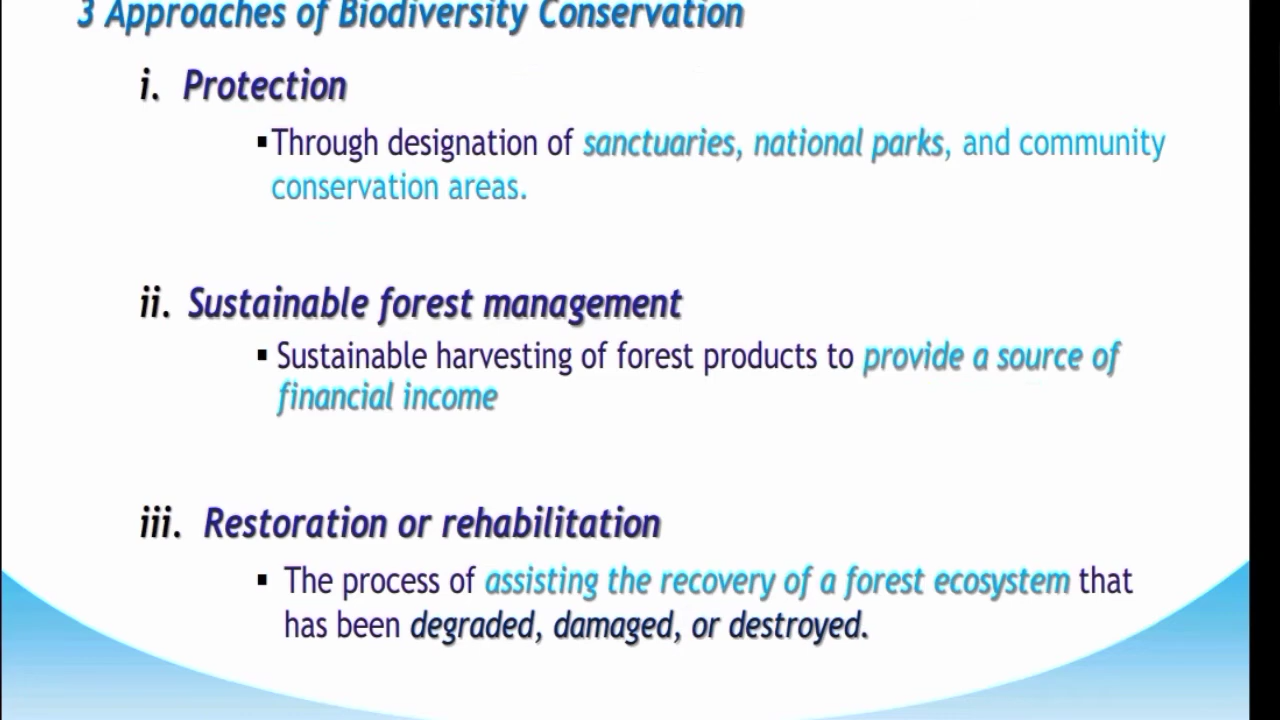 3 Approaches of Biodiversity Conservation
i. Protection
▪Through designation of sanctuaries, national parks, and community
conservation areas.
ii. Sustainable forest management
▪ Sustainable harvesting of forest products to provide a source of
financial income
iii. Restoration or rehabilitation
▪ The process of assisting the recovery of a forest ecosystem that
has been degraded, damaged, or destroyed.